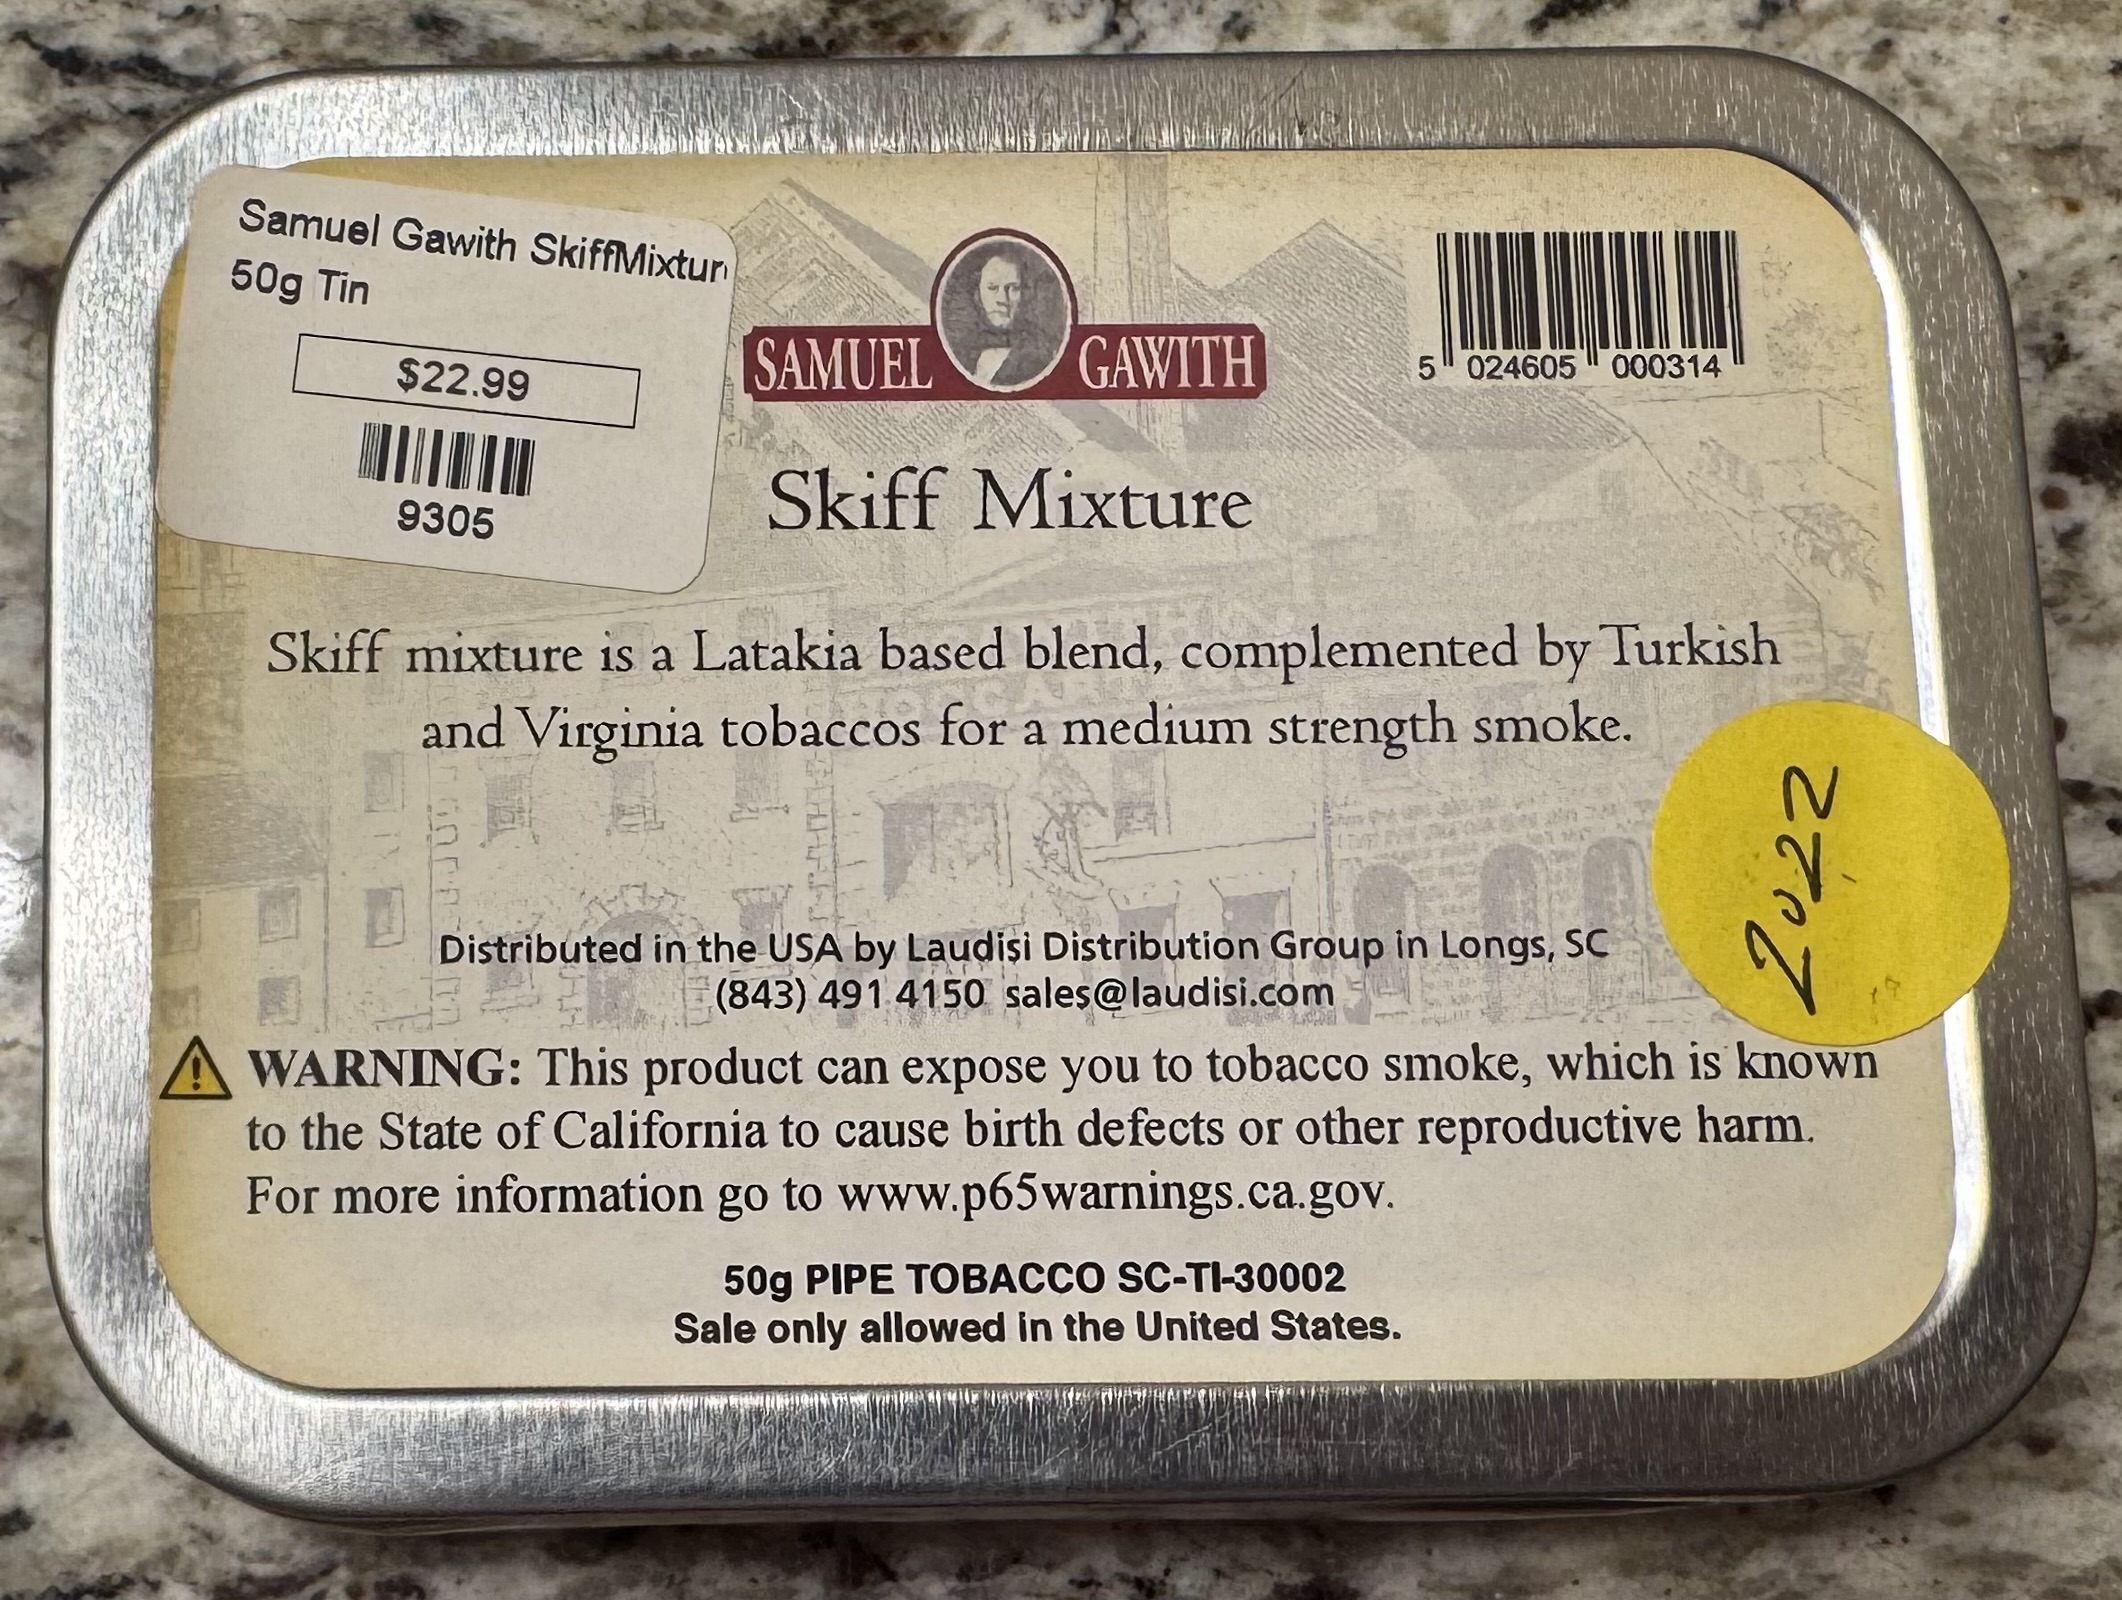 Samuel Gawith SkiffMixtur
50g Tin
$22.99
9305
SAMUEL GAWITH
5 024605 000314
Skiff Mixture
Skiff mixture is a Latakia based blend, complemented by Turkish
and Virginia tobaccos for a medium strength smoke.
2022
Distributed in the USA by Laudisi Distribution Group in Longs, SC
(843) 491 4150 sales@laudisi.com
WARNING: This product can expose you to tobacco smoke, which is known
to the State of California to cause birth defects or other reproductive harm.
For more information go to www.p65warnings.ca.gov.
50g PIPE TOBACCO SC-TI-30002
Sale only allowed in the United States.